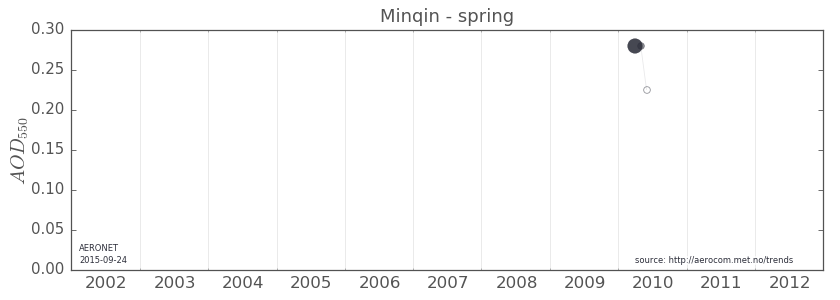 Minqin - spring
0.30
0.25
0.20
0.15
0.10
0.05
0.00
AOD550
AERONET
2015-09-24
source: http://aerocom.met.no/trends
2002 2003 2004 2005 2006 2007 2008 2009 2010 2011 2012